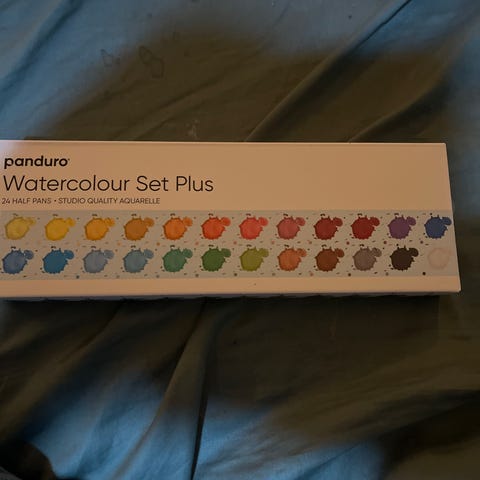 panduro
Watercolour Set Plus
24 HALF PANS • STUDIO QUALITY AQUARELLE